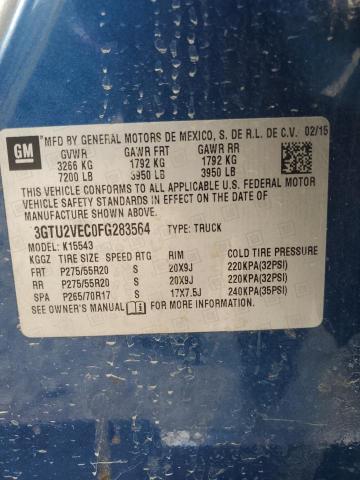 GM
MFD BY GENERAL MOTORS DE MEXICO, S. DE R.L. DE C.V. 02/15
GVWR GAWR FRT GAWR RR
3266 KG 1792 KG 1792 KG
7200 LB 3950 LB 3950 LB
THIS VEHICLE CONFORMS TO ALL APPLICABLE U.S. FEDERAL MOTOR
VEHICLE SAFETY STANDARDS IN EFFECT ON THE DATE OF
MANUFACTURE SHOWN ABOVE.
3GTU2VEC0FG283564 TYPE: TRUCK
MODEL: K15543
KGGZ TIRE SIZE SPEED RTG RIM COLD TIRE PRESSURE
FRT P275/55R20 S 20X9J 220KPA(32PSI)
RR P275/55R20 S 20X9J 220KPA(32PSI)
SPA P265/70R17 S 17X7.5J 240KPA(35PSI)
SEE OWNER'S MANUAL FOR MORE INFORMATION.